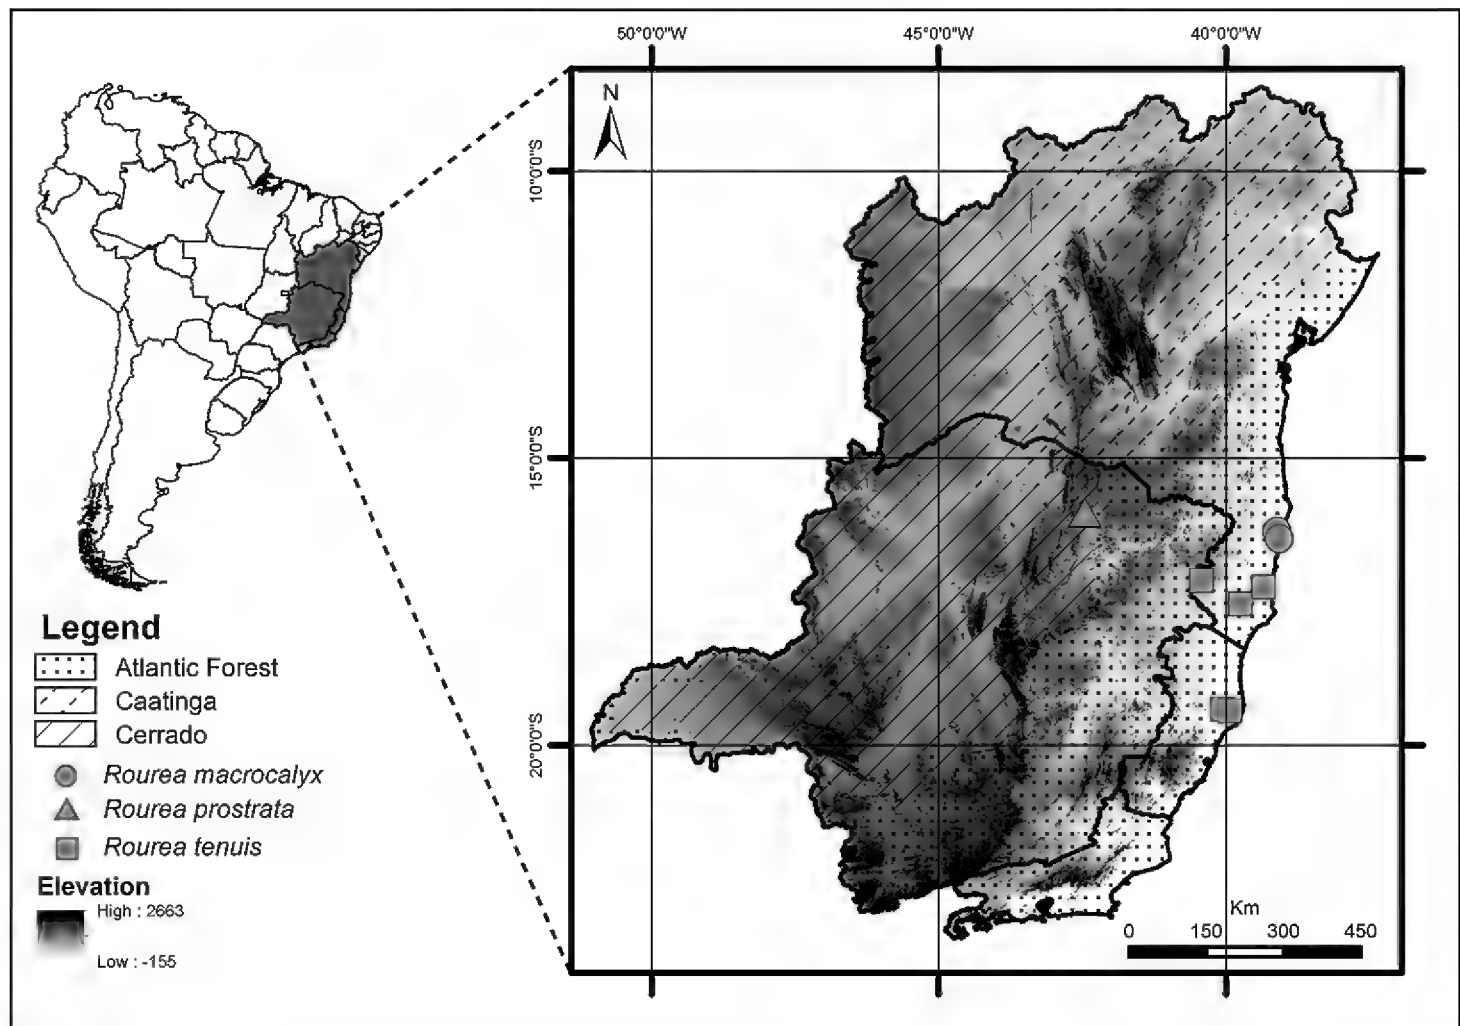 50°0'0"W 45°0'0"W 40°0'0"W
N
10°0'0"S
15°0'0"S
20°0'0"S
Legend
Atlantic Forest
Caatinga
Cerrado
Rourea macrocalyx
Rourea prostrata
Rourea tenuis
Elevation
High : 2663
Low : -155
Km
0 150 300 450